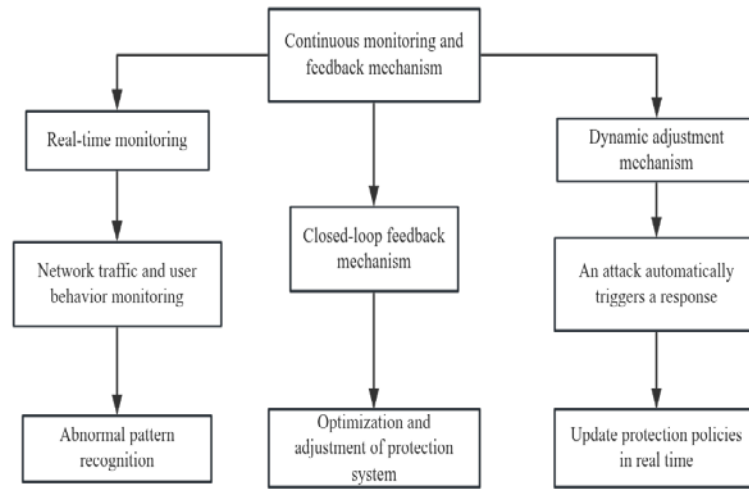 Continuous monitoring and
feedback mechanism
Real-time monitoring
Dynamic adjustment
mechanism
Network traffic and user
behavior monitoring
Closed-loop feedback
mechanism
An attack automatically
triggers a response
Abnormal pattern
recognition
Optimization and
adjustment of protection
system
Update protection policies
in real time